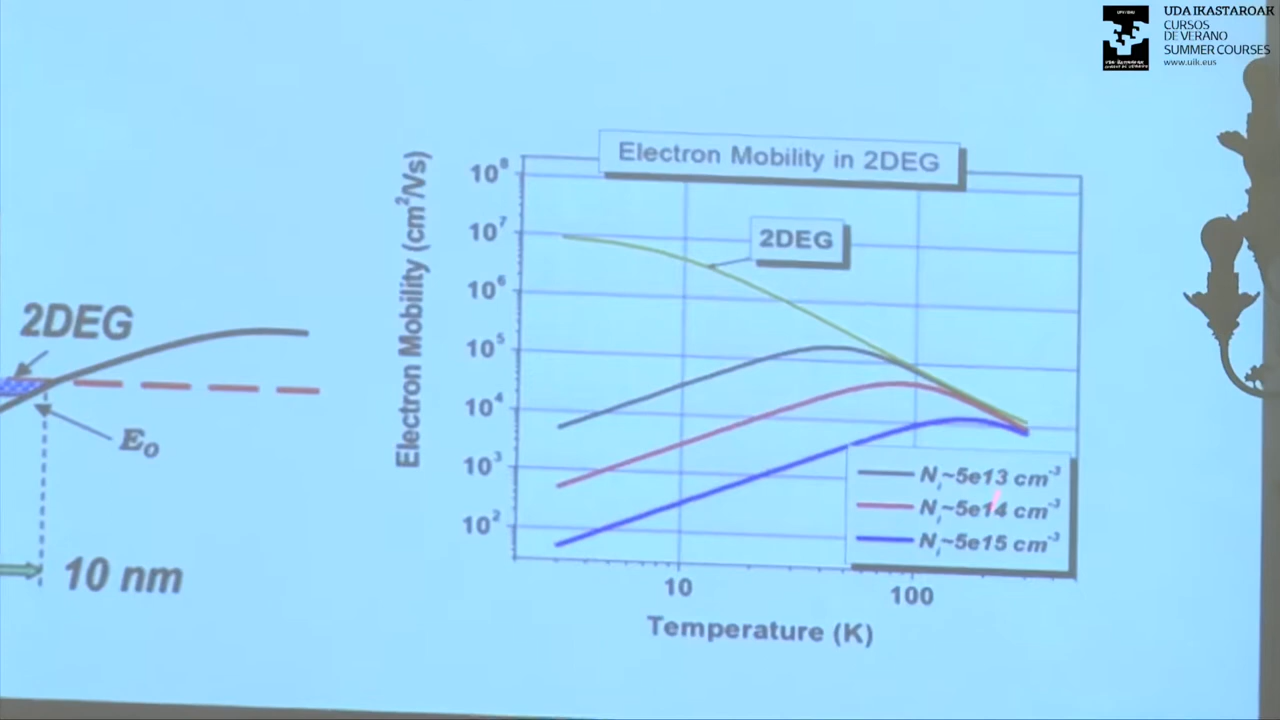 UDA IKASTAROAK
CURSOS
DE VERANO
SUMMER COURSES
www.uik.eus
Electron Mobility in 2DEG
Electron Mobility (cm²/Vs)
10⁸
10⁷
10⁶
10⁵
10⁴
10³
10²
2DEG
Nᵢ~5e13 cm⁻³
Nᵢ~5e14 cm⁻³
Nᵢ~5e15 cm⁻³
10
100
Temperature (K)
2DEG
E₀
10 nm